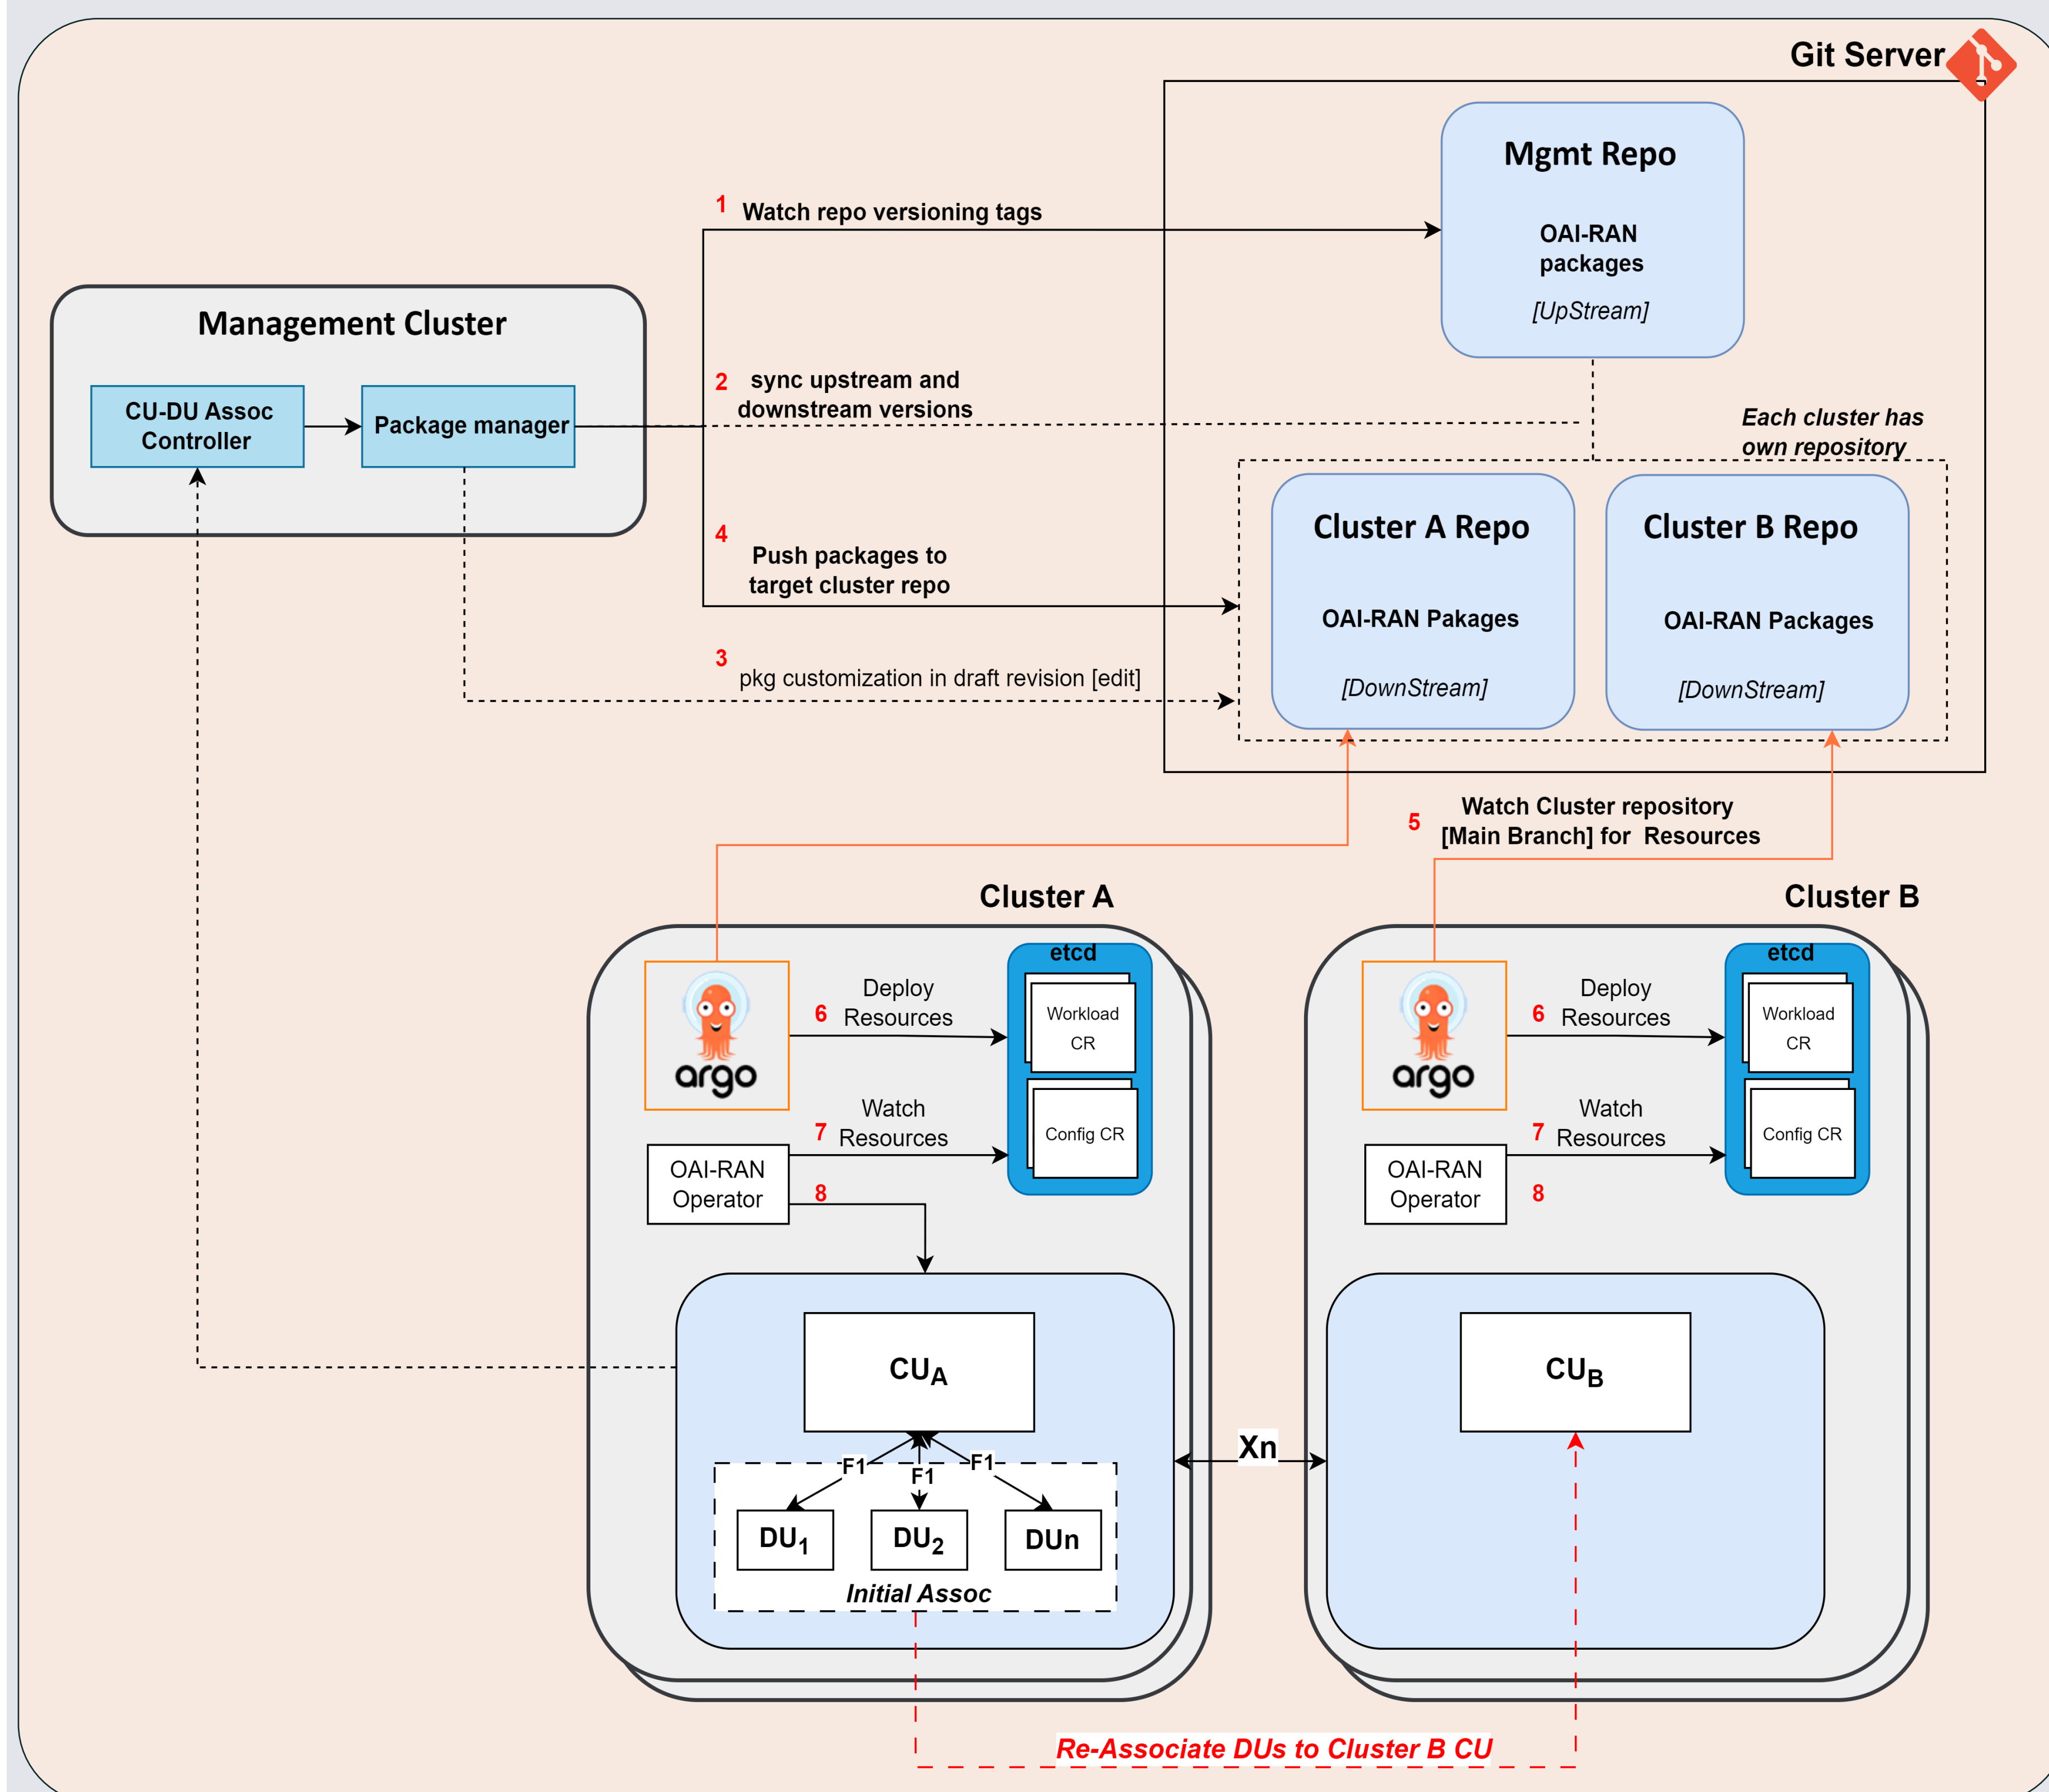 Git Server
Mgmt Repo
OAI-RAN
packages
[UpStream]
1
Watch repo versioning tags
Management Cluster
CU-DU Assoc
Controller
Package manager
2
sync upstream and
downstream versions
Each cluster has
own repository
4
Push packages to
target cluster repo
3
pkg customization in draft revision [edit]
Cluster A Repo
OAI-RAN Pakages
[DownStream]
Cluster B Repo
OAI-RAN Packages
[DownStream]
5
Watch Cluster repository
[Main Branch] for Resources
Cluster A
argo
6
Deploy
Resources
etcd
Workload
CR
Config CR
7
Watch
Resources
OAI-RAN
Operator
8
CUA
F1
F1
F1
DU1
DU2
DUn
Initial Assoc
Xn
Cluster B
argo
6
Deploy
Resources
etcd
Workload
CR
Config CR
7
Watch
Resources
OAI-RAN
Operator
8
CUB
Re-Associate DUs to Cluster B CU